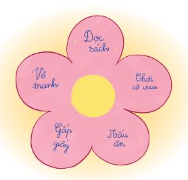 Đọc
sách
Chơi
cờ vua
Nấu
ăn
Gấp
giấy
Vẽ
tranh